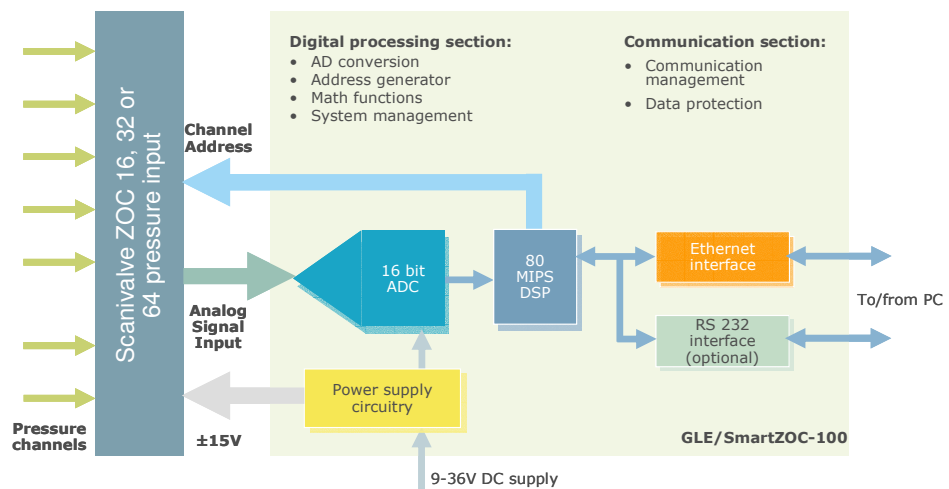 Scanivalve ZOC 16, 32 or
64 pressure input
Pressure
channels
Channel
Address
Analog
Signal
Input
±15V
Digital processing section:
• AD conversion
• Address generator
• Math functions
• System management
Communication section:
• Communication
management
• Data protection
16 bit
ADC
80
MIPS
DSP
Ethernet
interface
RS 232
interface
(optional)
To/from PC
Power supply
circuitry
GLE/SmartZOC-100
9-36V DC supply